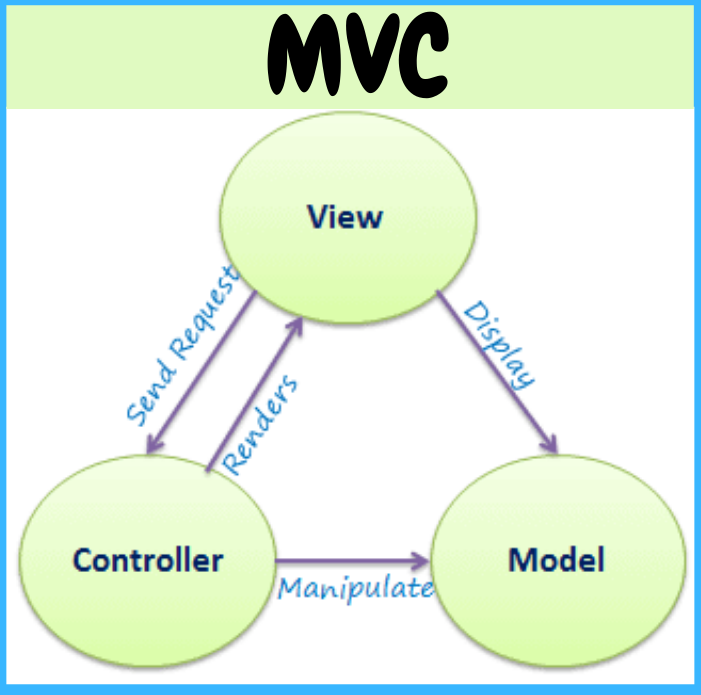 MVC
View
Send Request
Display
Renders
Controller
Model
Manipulate